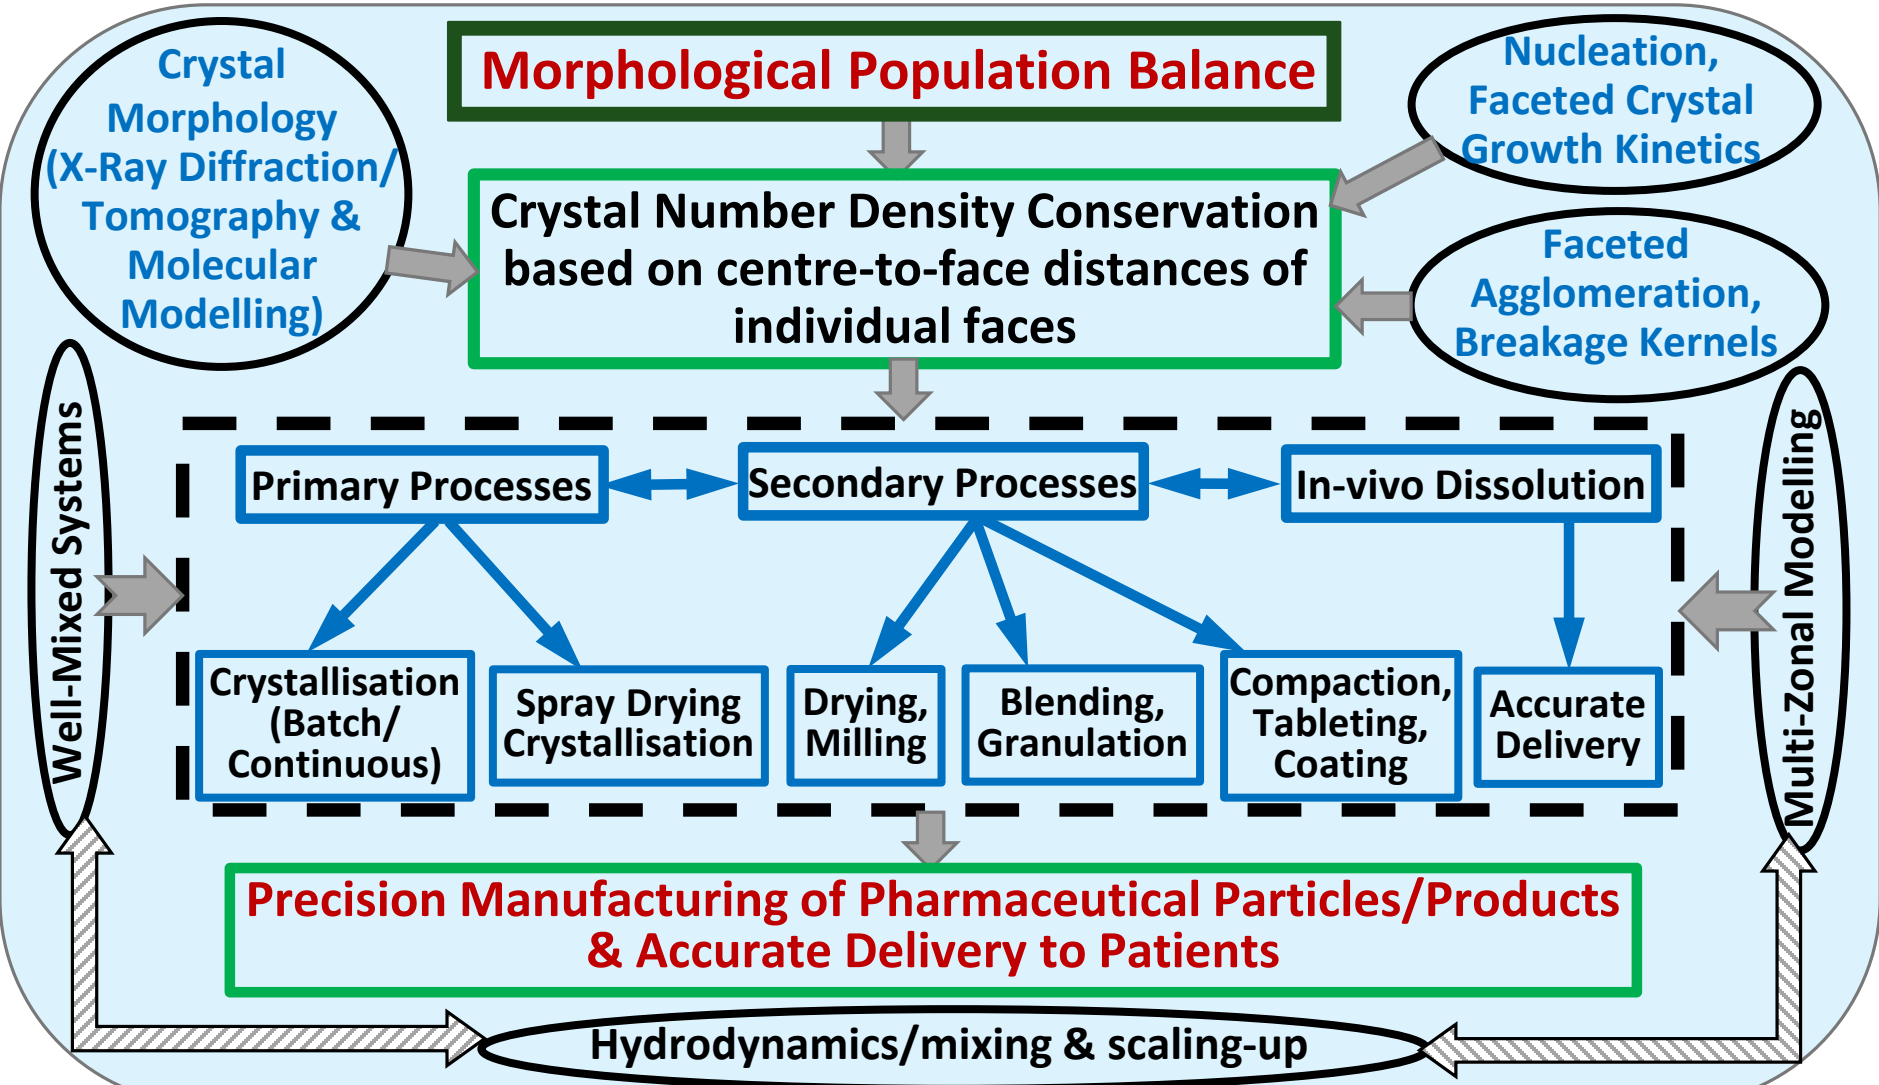 Morphological Population Balance
Crystal
Morphology
(X-Ray Diffraction/
Tomography &
Molecular
Modelling)
Nucleation,
Faceted Crystal
Growth Kinetics
Crystal Number Density Conservation
based on centre-to-face distances of
individual faces
Faceted
Agglomeration,
Breakage Kernels
Well-Mixed Systems
Primary Processes
Secondary Processes
In-vivo Dissolution
Multi-Zonal Modelling
Crystallisation
(Batch/
Continuous)
Spray Drying
Crystallisation
Drying,
Milling
Blending,
Granulation
Compaction,
Tableting,
Coating
Accurate
Delivery
Precision Manufacturing of Pharmaceutical Particles/Products
& Accurate Delivery to Patients
Hydrodynamics/mixing & scaling-up